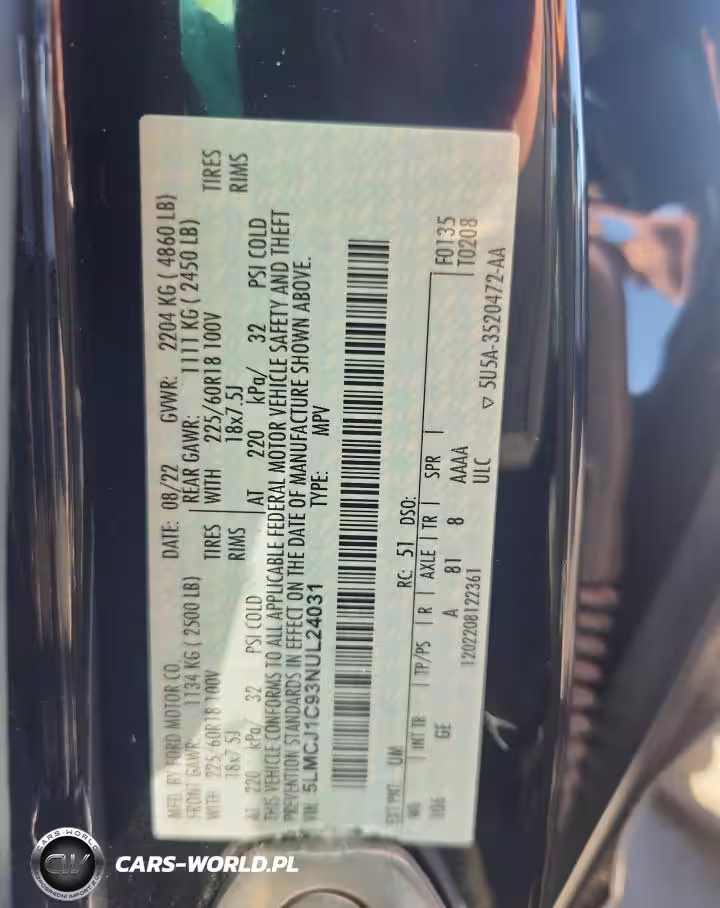 MFD. BY FORD MOTOR CO.
DATE: 08/22 GVWR: 2204 KG ( 4860 LB)
FRONT GAWR: 1134 KG ( 2500 LB) REAR GAWR: 1111 KG ( 2450 LB)
WITH 225/60R18 100V TIRES WITH 225/60R18 100V TIRES
18x7.5J RIMS 18x7.5J RIMS
AT 220 kPa/ 32 PSI COLD AT 220 kPa/ 32 PSI COLD
THIS VEHICLE CONFORMS TO ALL APPLICABLE FEDERAL MOTOR VEHICLE SAFETY AND THEFT
PREVENTION STANDARDS IN EFFECT ON THE DATE OF MANUFACTURE SHOWN ABOVE.
VIN: 5LMCJ1C93NUL24031 TYPE: MPV
EXT PNT: UM RC: 51 DSO: F0135
WB INT TR TP/PS R AXLE TR SPR T0208
106 GE A 81 8 AAAA
1202208122361 ULC
5U5A-3520472-AA
CARS-WORLD
CW
CARS-WORLD.PL